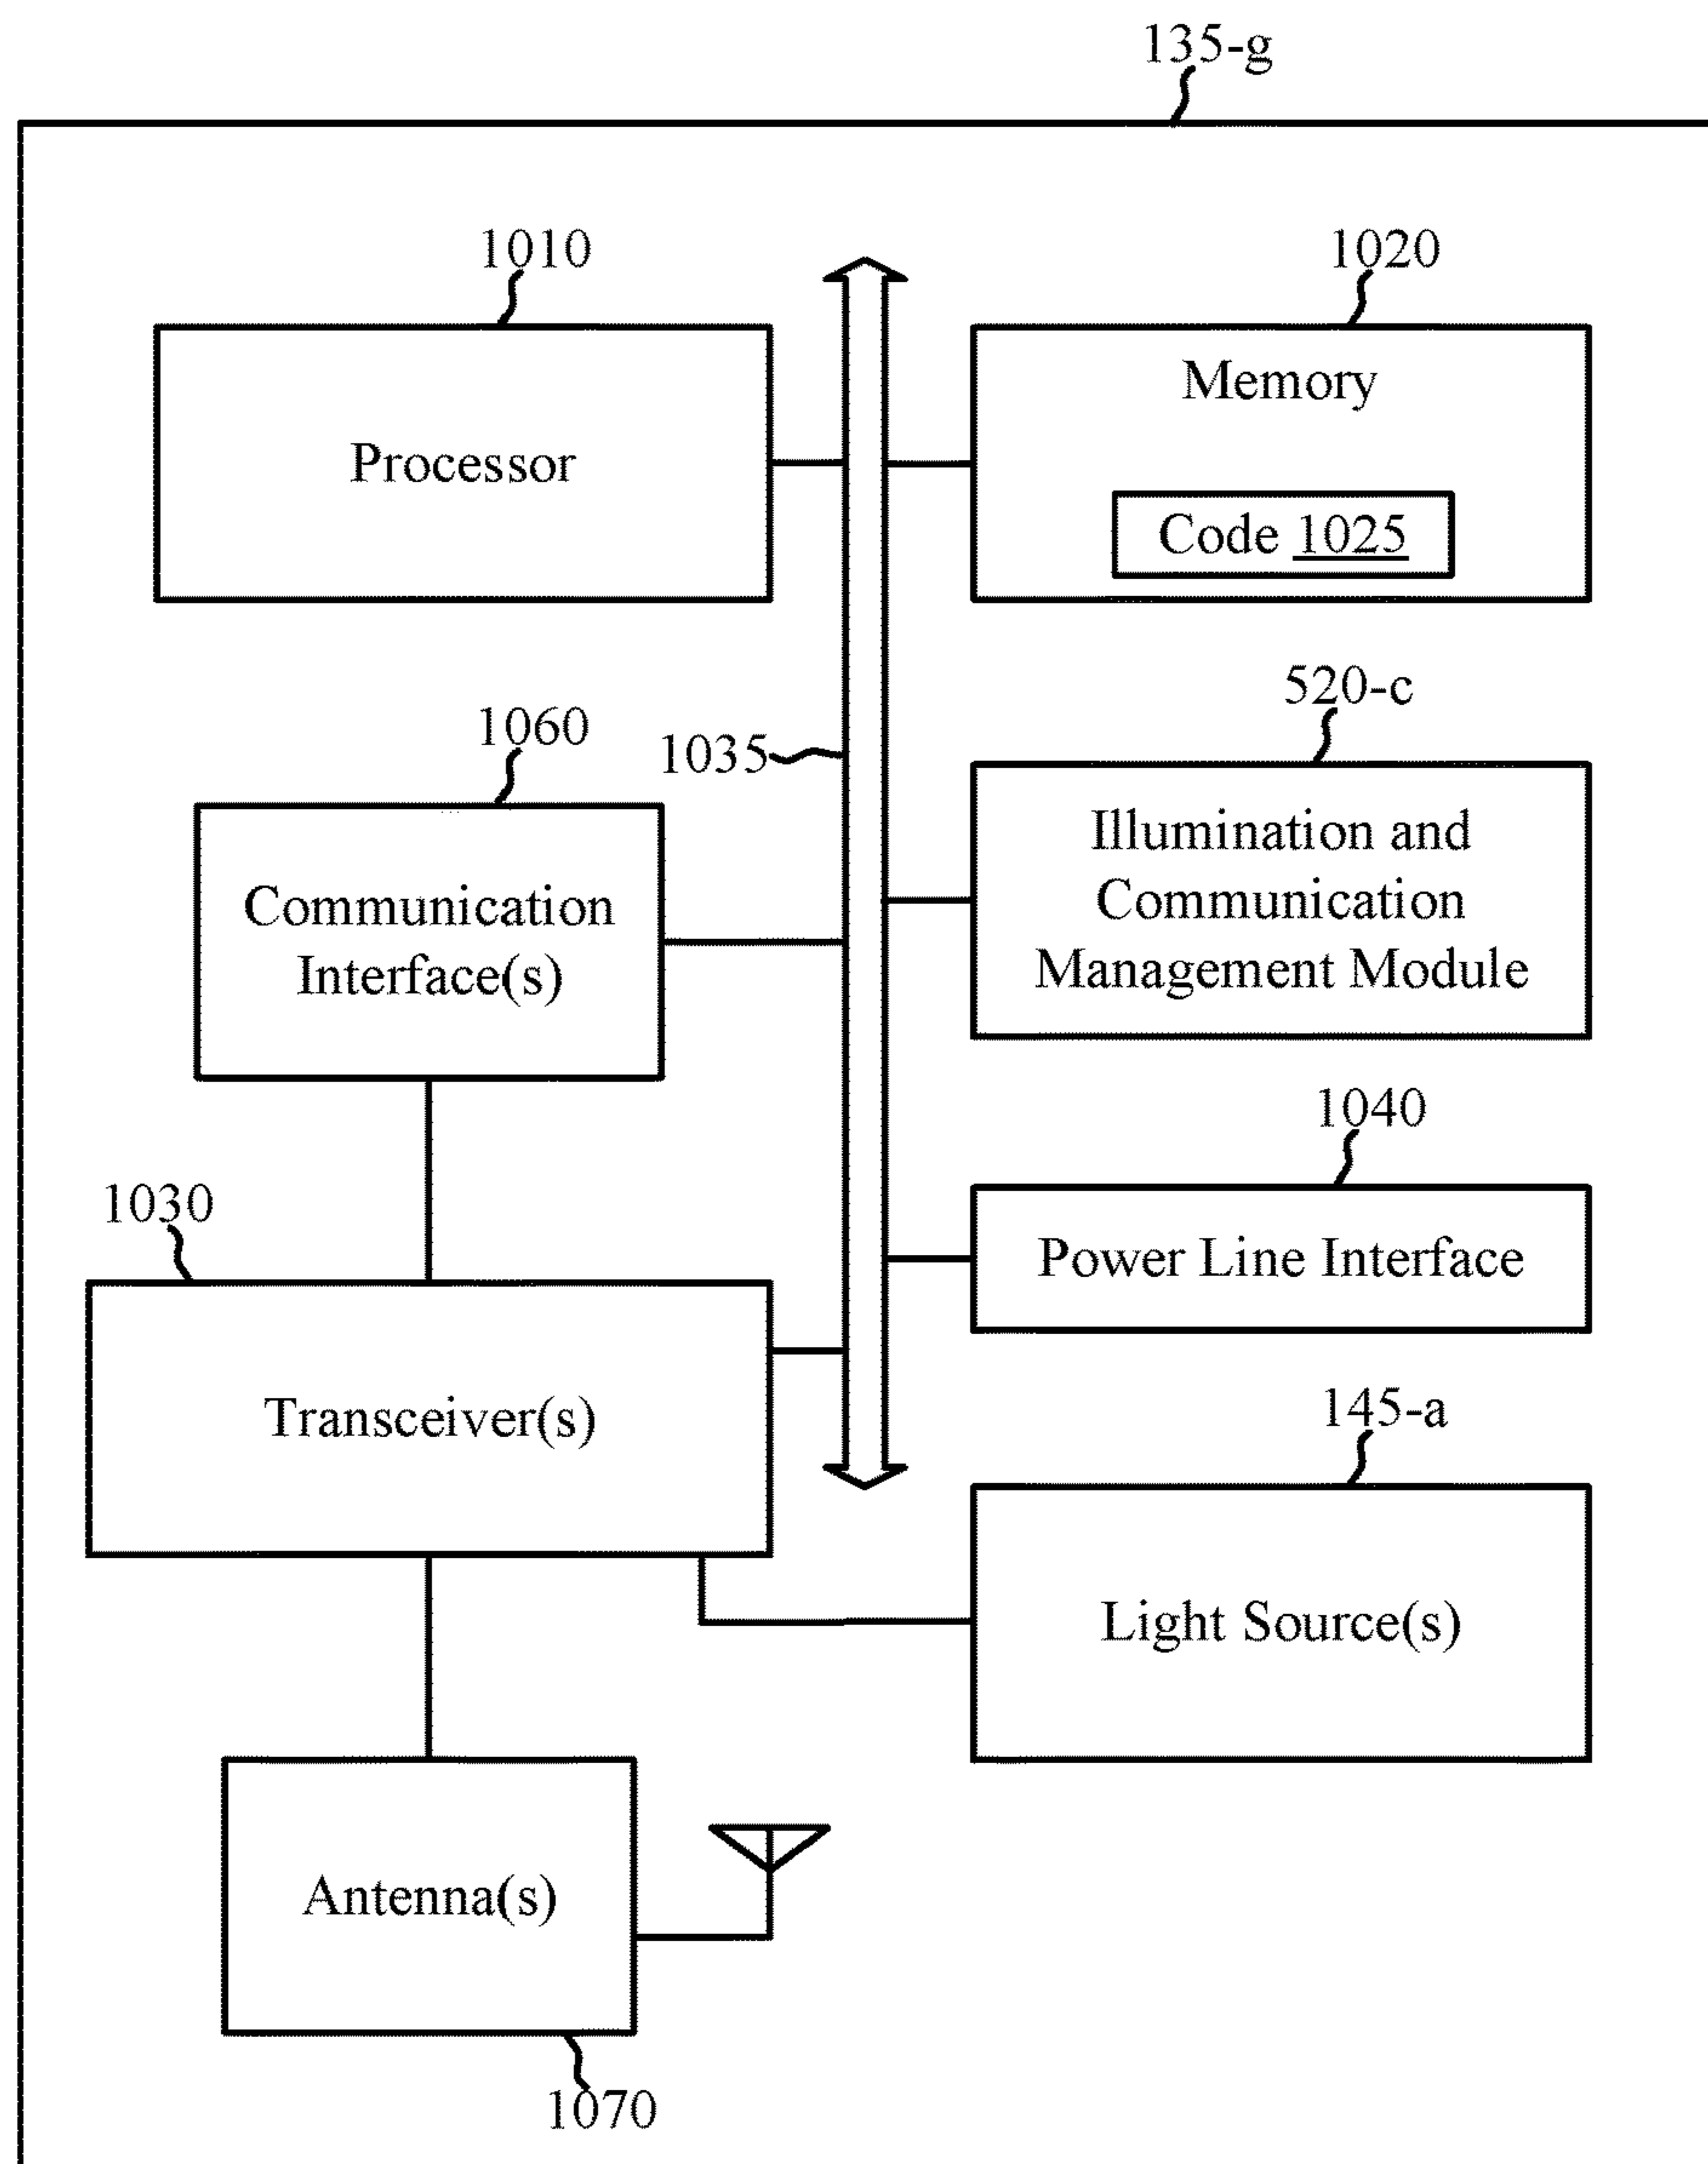 135-g
1010
1020
Processor
Memory
Code 1025
1060
1035
520-c
Communication
Interface(s)
Illumination and
Communication
Management Module
1040
Power Line Interface
1030
Transceiver(s)
145-a
Light Source(s)
Antenna(s)
1070